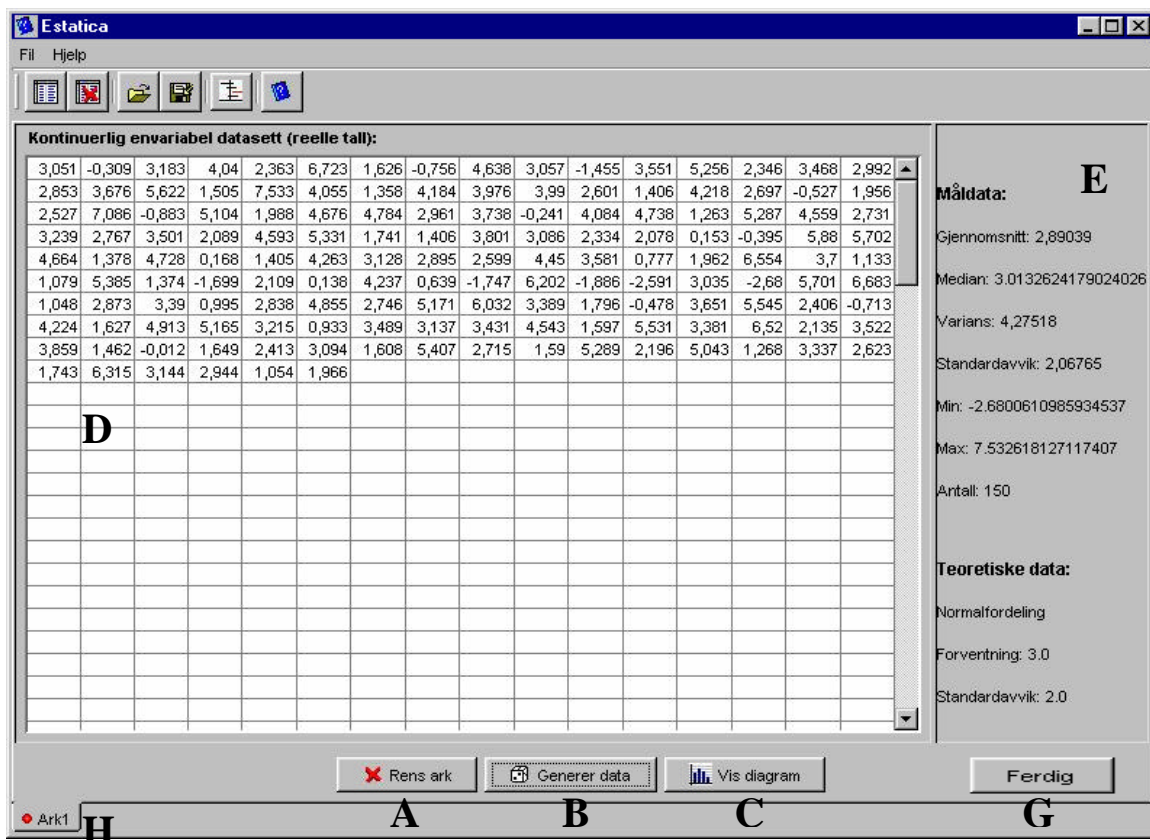 Estatica
Fil Hjelp
Kontinuerlig envariabel datasett (reelle tall):
3,051 -0,309 3,183 4,04 2,363 6,723 1,626 -0,756 4,638 3,057 -1,455 3,551 5,256 2,346 3,468 2,992
2,853 3,676 5,622 1,505 7,533 4,055 1,358 4,184 3,976 3,99 2,601 1,406 4,218 2,697 -0,527 1,956
2,527 7,086 -0,883 5,104 1,988 4,676 4,784 2,961 3,738 -0,241 4,084 4,738 1,263 5,287 4,559 2,731
3,239 2,767 3,501 2,089 4,593 5,331 1,741 1,406 3,801 3,086 2,334 2,078 0,153 -0,395 5,88 5,702
4,664 1,378 4,728 0,168 1,405 4,263 3,128 2,895 2,599 4,45 3,581 0,777 1,962 6,554 3,7 1,133
1,079 5,385 1,374 -1,699 2,109 0,138 4,237 0,639 -1,747 6,202 -1,886 -2,591 3,035 -2,68 5,701 6,683
1,048 2,873 3,39 0,995 2,838 4,855 2,746 5,171 6,032 3,389 1,796 -0,478 3,651 5,545 2,406 -0,713
4,224 1,627 4,913 5,165 3,215 0,933 3,489 3,137 3,431 4,543 1,597 5,531 3,381 6,52 2,135 3,522
3,859 1,462 -0,012 1,649 2,413 3,094 1,608 5,407 2,715 1,59 5,289 2,196 5,043 1,268 3,337 2,623
1,743 6,315 3,144 2,944 1,054 1,966
D
E
Måldata:
Gjennomsnitt: 2,89039
Median: 3.0132624179024026
Varians: 4,27518
Standardavvik: 2,06765
Min: -2.6800610985934537
Max: 7.532618127117407
Antall: 150
Teoretiske data:
Normalfordeling
Forventning: 3.0
Standardavvik: 2.0
Rens ark Generer data Vis diagram Ferdig
A B C G
Ark1 H